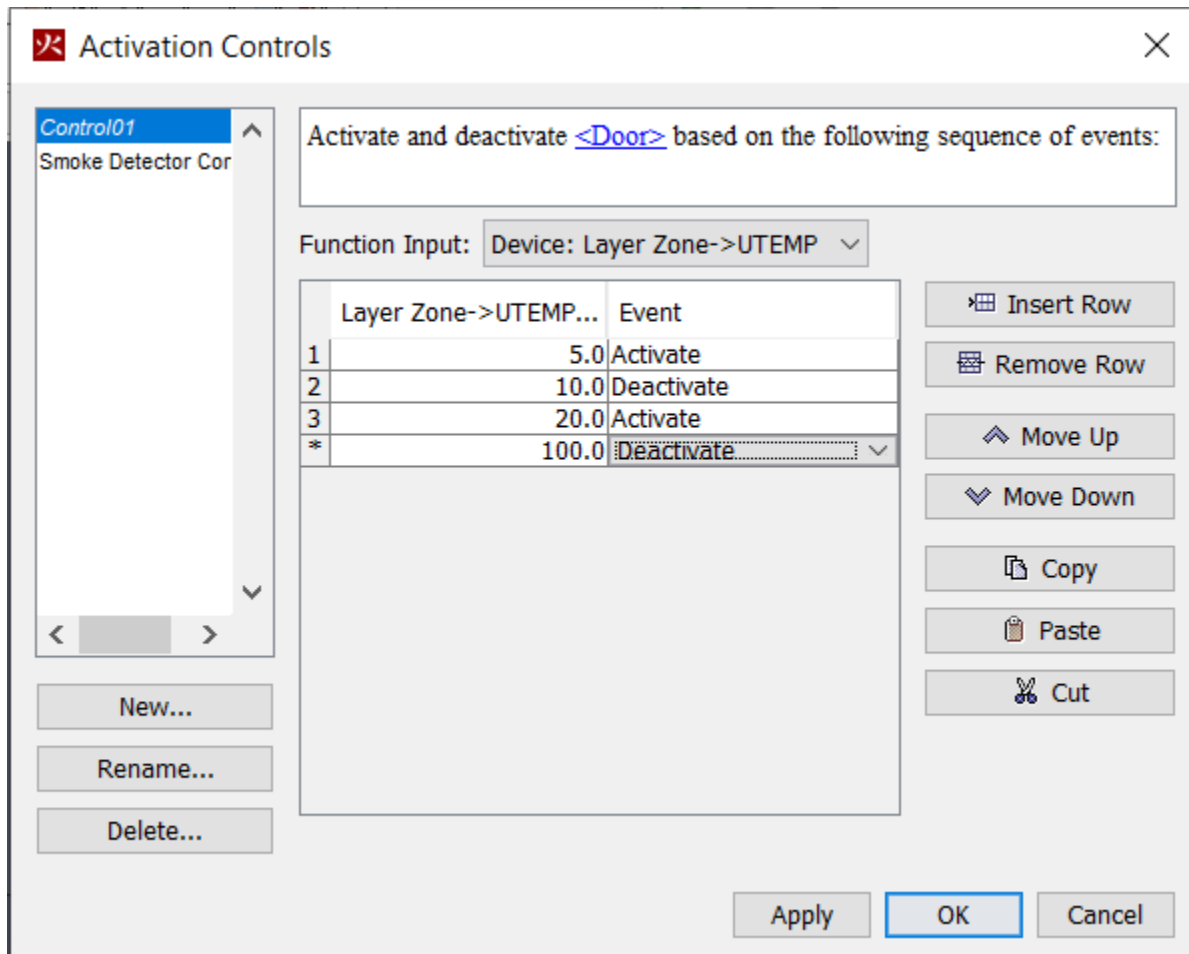 火 Activation Controls
Control01
Smoke Detector Cor
New...
Rename...
Delete...
Activate and deactivate <Door> based on the following sequence of events:
Function Input: Device: Layer Zone->UTEMP
Layer Zone->UTEMP... Event
1 5.0 Activate
2 10.0 Deactivate
3 20.0 Activate
* 100.0 Deactivate
Insert Row
Remove Row
Move Up
Move Down
Copy
Paste
Cut
Apply OK Cancel